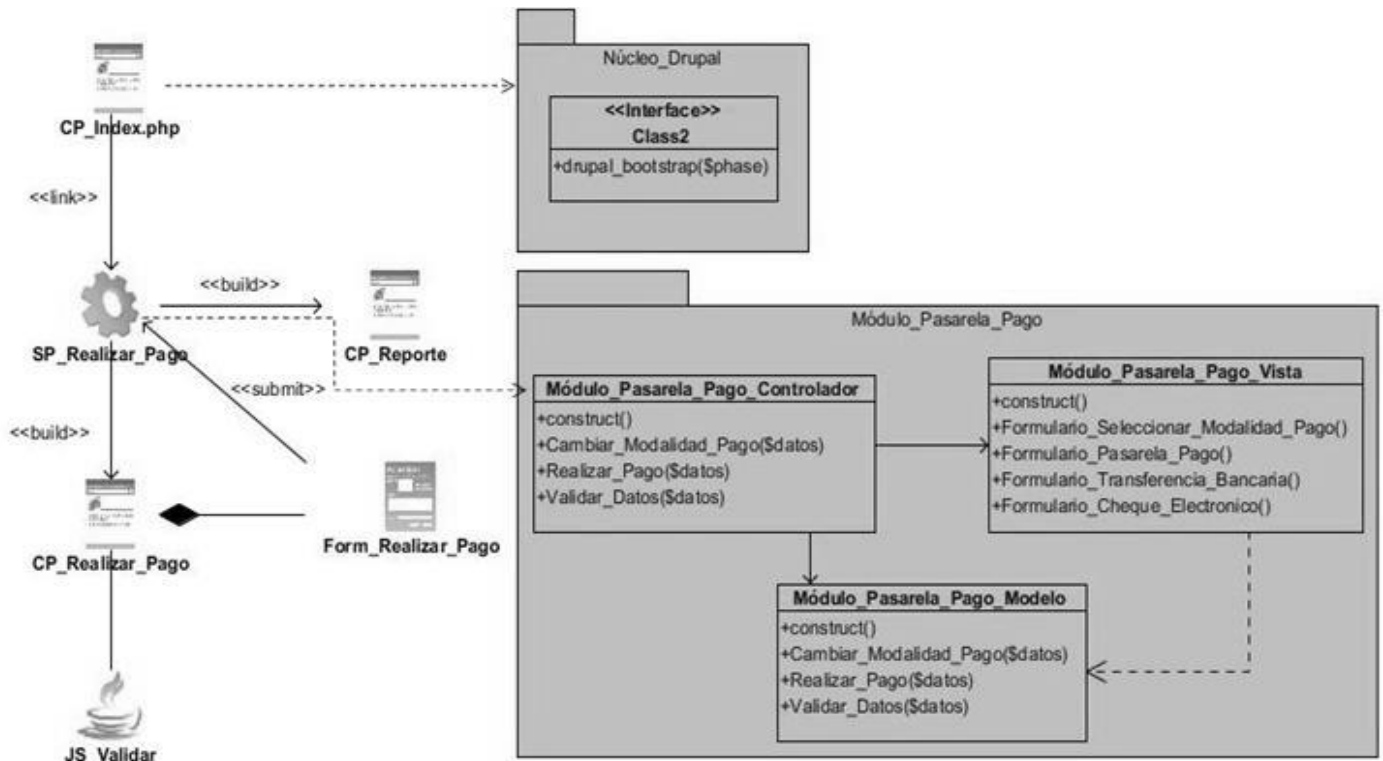 Núcleo_Drupal
<<Interface>>
Class2
+drupal_bootstrap($phase)
CP_Index.php
<<link>>
<<build>>
SP_Realizar_Pago
CP_Reporte
<<submit>>
<<build>>
CP_Realizar_Pago
Form_Realizar_Pago
JS_Validar
Módulo_Pasarela_Pago
Módulo_Pasarela_Pago_Controlador
+construct()
+Cambiar_Modalidad_Pago($datos)
+Realizar_Pago($datos)
+Validar_Datos($datos)
Módulo_Pasarela_Pago_Vista
+construct()
+Formulario_Seleccionar_Modalidad_Pago()
+Formulario_Pasarela_Pago()
+Formulario_Transferencia_Bancaria()
+Formulario_Cheque_Electronico()
Módulo_Pasarela_Pago_Modelo
+construct()
+Cambiar_Modalidad_Pago($datos)
+Realizar_Pago($datos)
+Validar_Datos($datos)